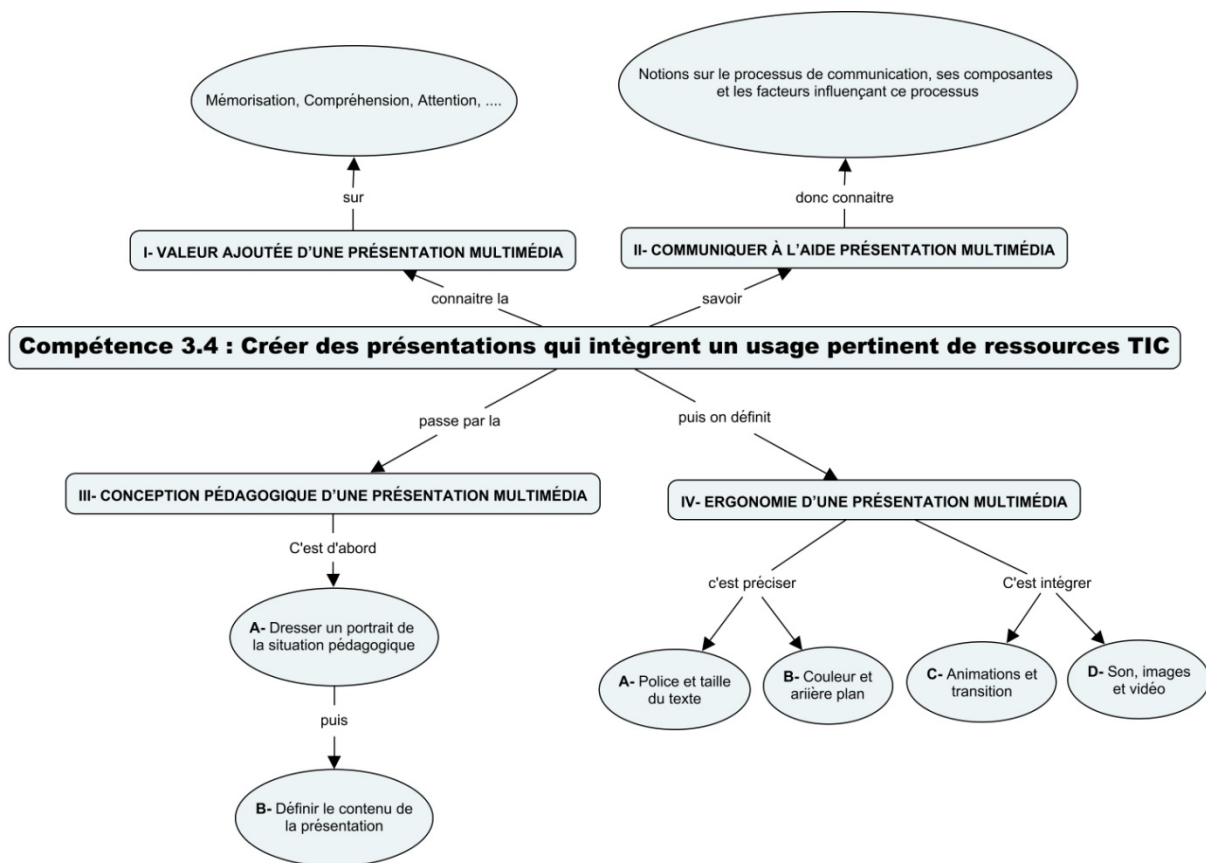 Mémorisation, Compréhension, Attention, ....
Notions sur le processus de communication, ses composantes
et les facteurs influençant ce processus
sur
donc connaitre
I- VALEUR AJOUTÉE D'UNE PRÉSENTATION MULTIMÉDIA
II- COMMUNIQUER À L'AIDE PRÉSENTATION MULTIMÉDIA
connaitre la
savoir
Compétence 3.4 : Créer des présentations qui intègrent un usage pertinent de ressources TIC
passe par la
puis on définit
III- CONCEPTION PÉDAGOGIQUE D'UNE PRÉSENTATION MULTIMÉDIA
IV- ERGONOMIE D'UNE PRÉSENTATION MULTIMÉDIA
C'est d'abord
c'est préciser
C'est intégrer
A- Dresser un portrait de
la situation pédagogique
A- Police et taille
du texte
B- Couleur et
ariière plan
C- Animations et
transition
D- Son, images
et vidéo
puis
B- Définir le contenu de
la présentation